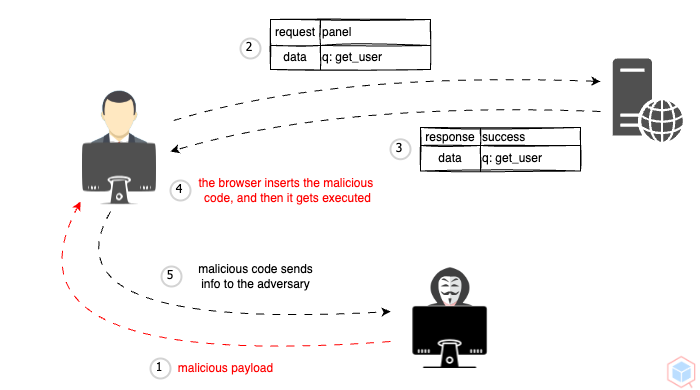 2
request panel
data q: get_user
3
response success
data q: get_user
4
the browser inserts the malicious
code, and then it gets executed
5
malicious code sends
info to the adversary
1
malicious payload